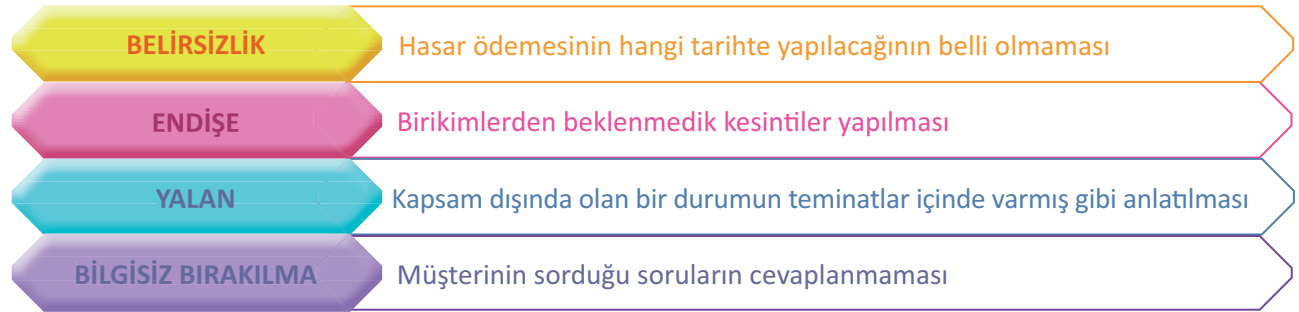 BELİRSİZLİK Hasar ödemesinin hangi tarihte yapılacağının belli olmaması
ENDİŞE Birikimlerden beklenmedik kesintiler yapılması
YALAN Kapsam dışında olan bir durumun teminatlar içinde varmış gibi anlatılması
BİLGİSİZ BIRAKILMA Müşterinin sorduğu soruların cevaplanmaması